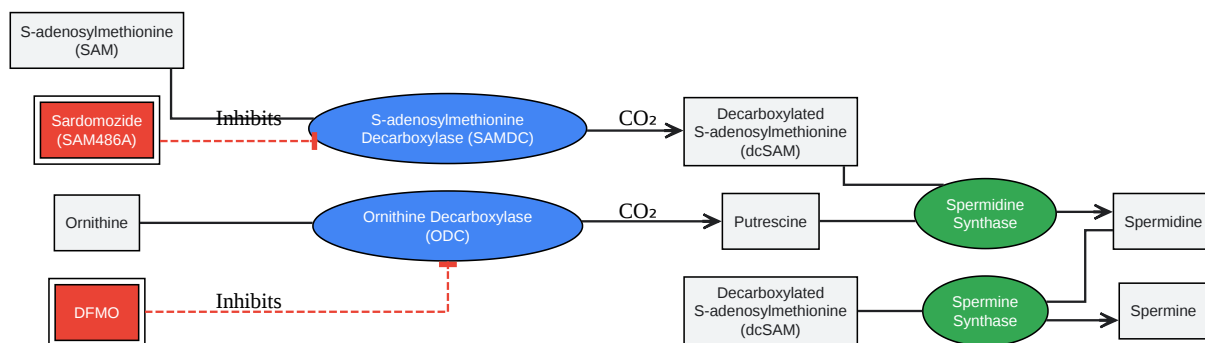 S-adenosylmethionine
(SAM)
Sardomozide
(SAM486A)
Inhibits
S-adenosylmethionine
Decarboxylase (SAMDC)
CO₂
Decarboxylated
S-adenosylmethionine
(dcSAM)
Ornithine
Ornithine Decarboxylase
(ODC)
CO₂
Putrescine
Spermidine
Synthase
Spermidine
DFMO
Inhibits
Decarboxylated
S-adenosylmethionine
(dcSAM)
Spermine
Synthase
Spermine